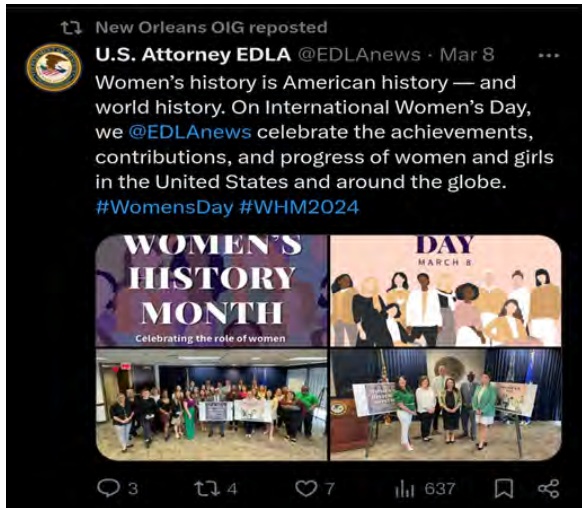 New Orleans OIG reposted
U.S. Attorney EDLA @EDLAnews · Mar 8
Women's history is American history — and
world history. On International Women's Day,
we @EDLAnews celebrate the achievements,
contributions, and progress of women and girls
in the United States and around the globe.
#WomensDay #WHM2024
WOMEN'S
HISTORY
MONTH
Celebrating the role of women
DAY
MARCH 8
3 4 7 637